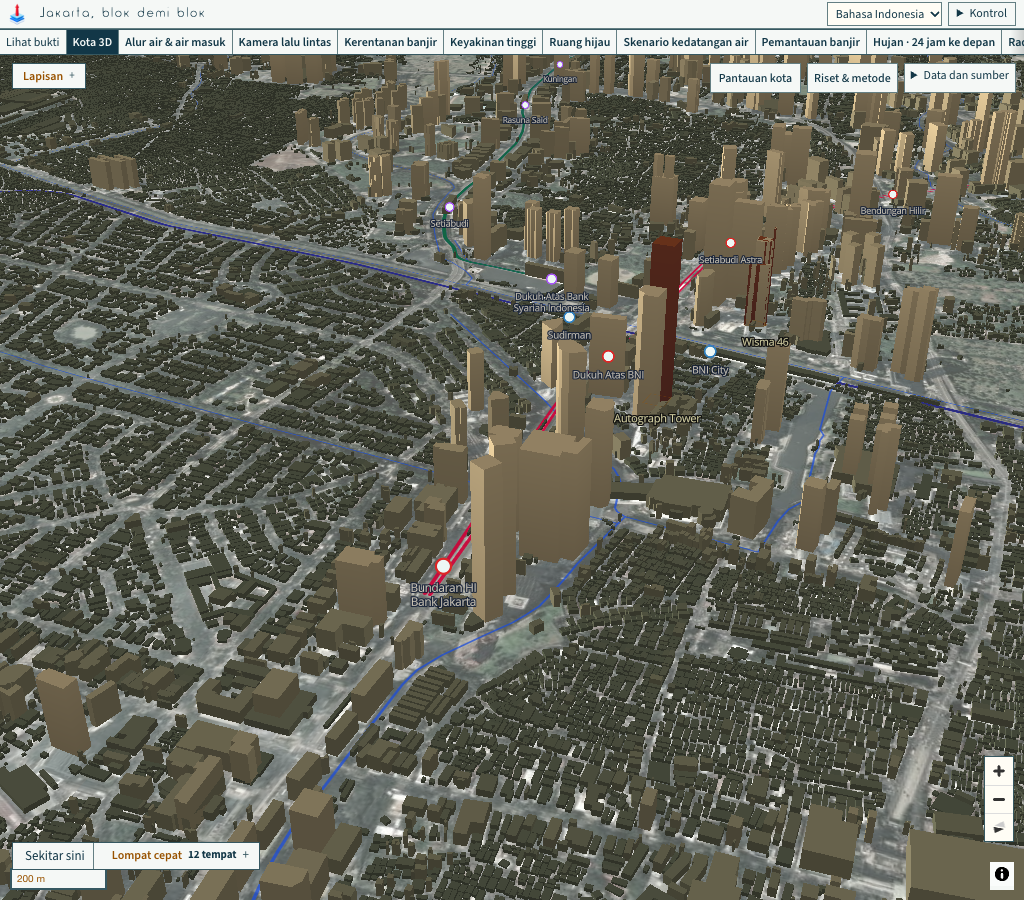 Jakarta, blok demi blok
Bahasa Indonesia
Kontrol
Lihat bukti
Kota 3D
Alur air & air masuk
Kamera lalu lintas
Kerentanan banjir
Keyakinan tinggi
Ruang hijau
Skenario kedatangan air
Pemantauan banjir
Hujan · 24 jam ke depan
Lapisan +
Pantauan kota
Riset & metode
Data dan sumber
Kuningan
Rasuna Said
Setiabudi
Bendungan Hilir
Setiabudi Astra
Dukuh Atas Bank
Syariah Indonesia
Sudirman
Wisma 46
BNI City
Dukuh Atas BNI
Autograph Tower
Bundaran HI
Bank Jakarta
Sekitar sini
Lompat cepat 12 tempat +
200 m